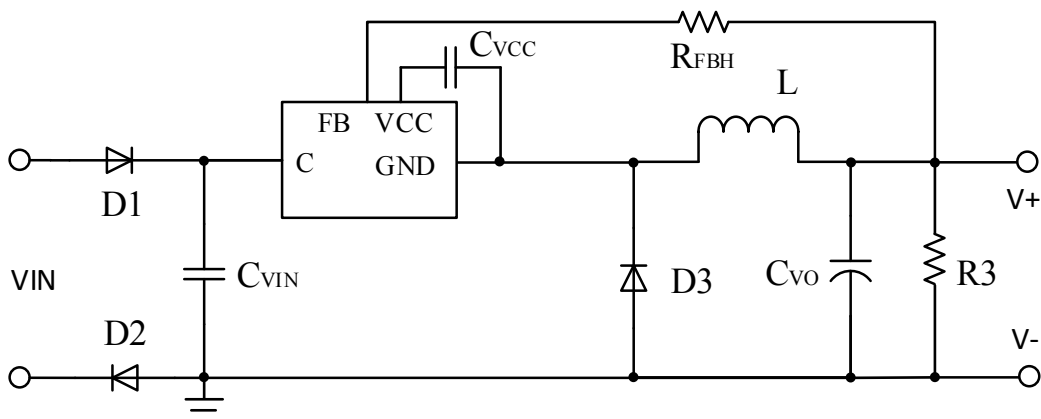 CVCC
RFBH
L
FB VCC
C GND
D1
V+
VIN
CVIN
D3
CVO
R3
D2
V-